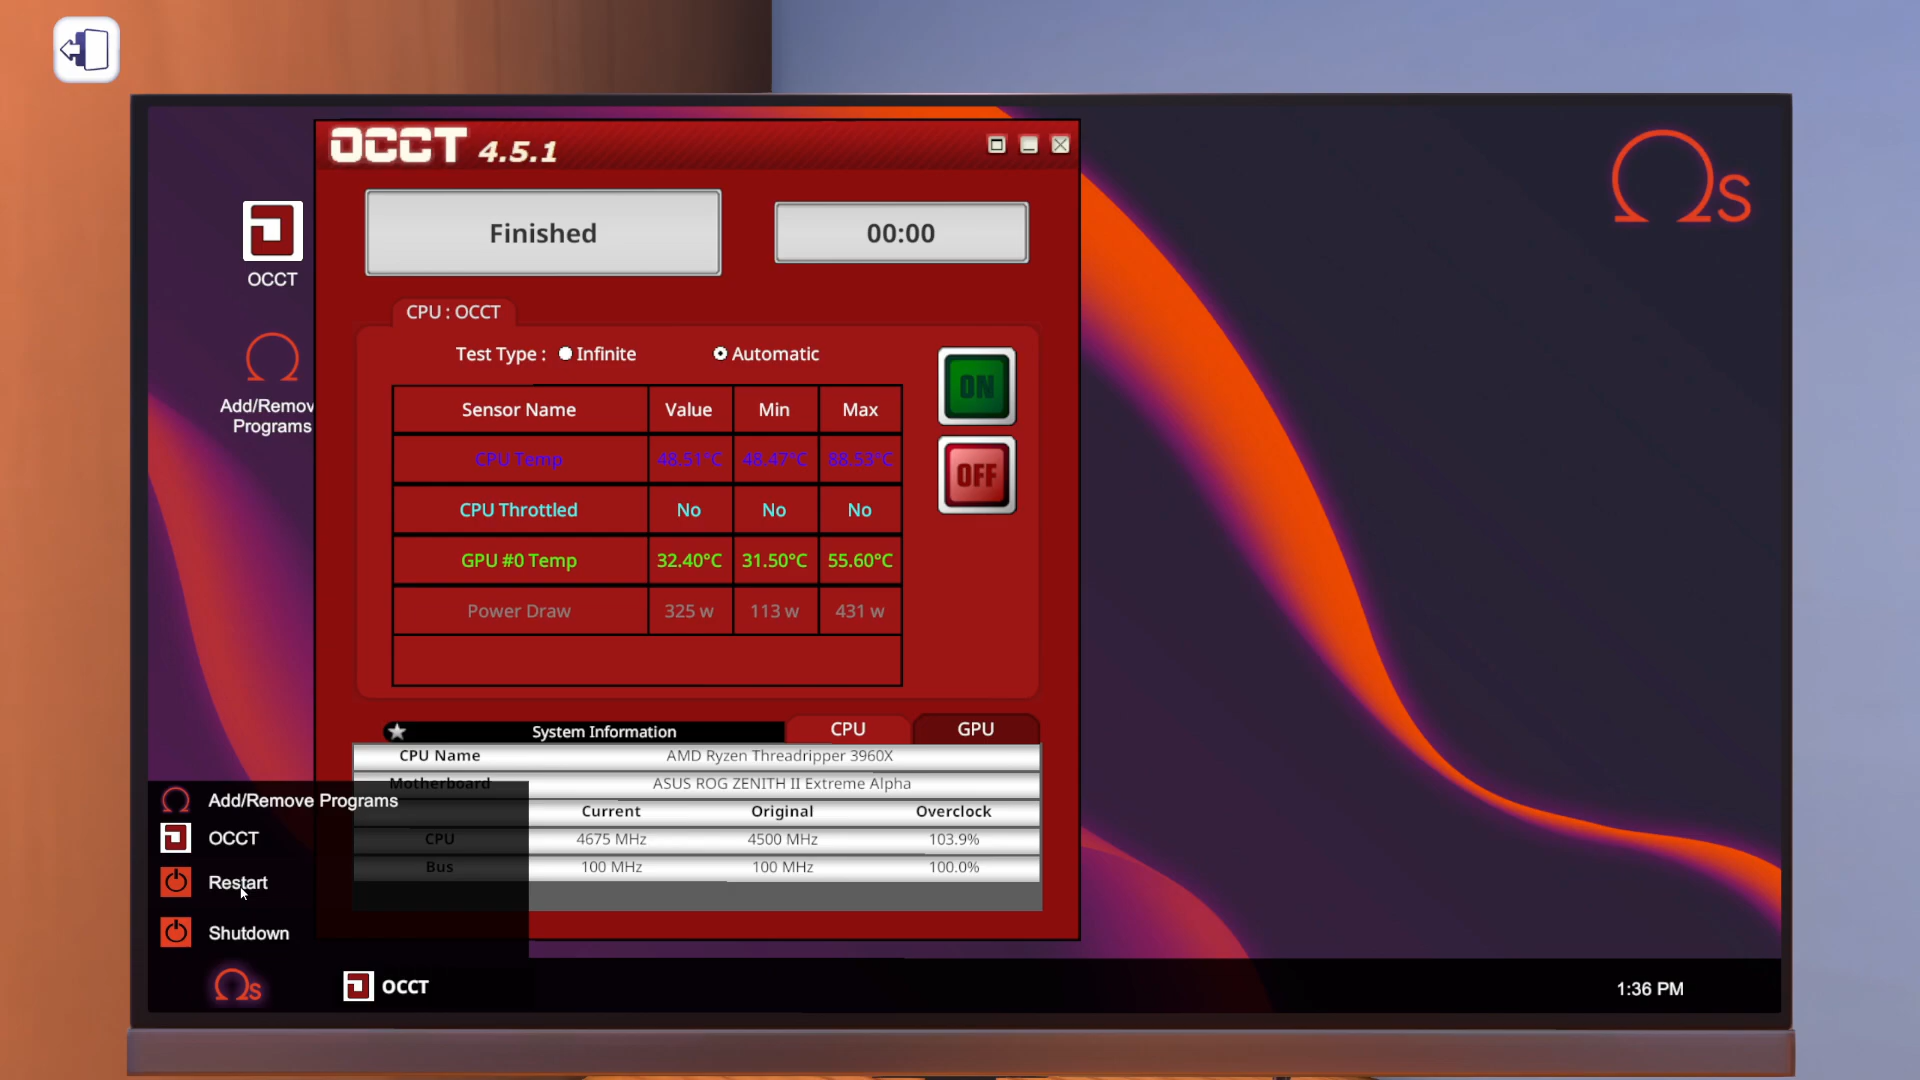 OCCT 4.5.1
Finished
00:00
OCCT
Add/Remov
Programs
CPU : OCCT
Test Type : Infinite Automatic
ON
OFF
Sensor Name Value Min Max
CPU Temp 48.51°C 48.47°C 88.53°C
CPU Throttled No No No
GPU #0 Temp 32.40°C 31.50°C 55.60°C
Power Draw 325 w 113 w 431 w
System Information CPU GPU
CPU Name AMD Ryzen Threadripper 3960X
Motherboard ASUS ROG ZENITH II Extreme Alpha
Current Original Overclock
CPU 4675 MHz 4500 MHz 103.9%
Bus 100 MHz 100 MHz 100.0%
Add/Remove Programs
OCCT
Restart
Shutdown
Ωs
OCCT
1:36 PM
Ωs